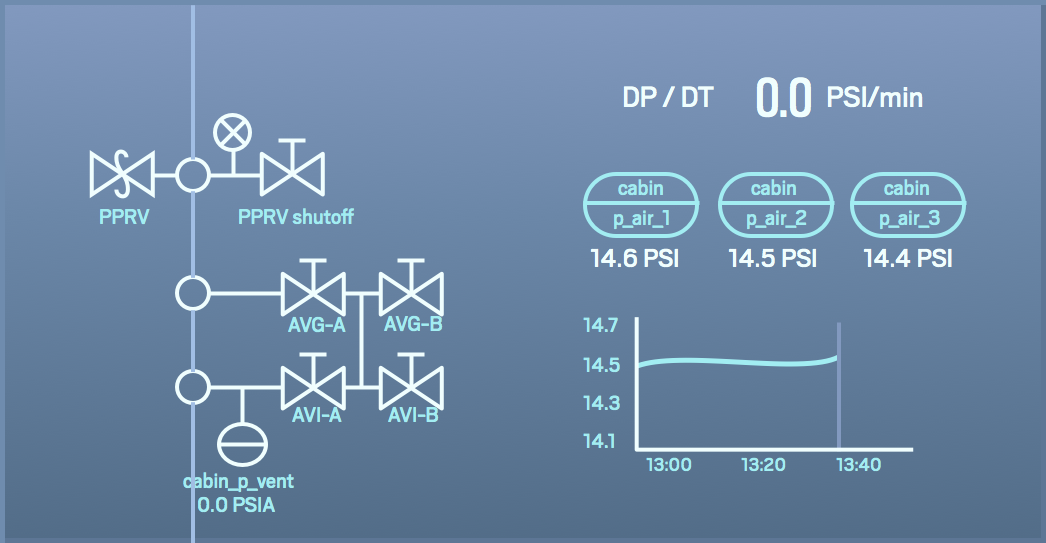 DP / DT 0.0 PSI/min
PPRV
PPRV shutoff
cabin
p_air_1
14.6 PSI
cabin
p_air_2
14.5 PSI
cabin
p_air_3
14.4 PSI
AVG-A
AVG-B
AVI-A
AVI-B
cabin_p_vent
0.0 PSIA
14.7
14.5
14.3
14.1
13:00 13:20 13:40